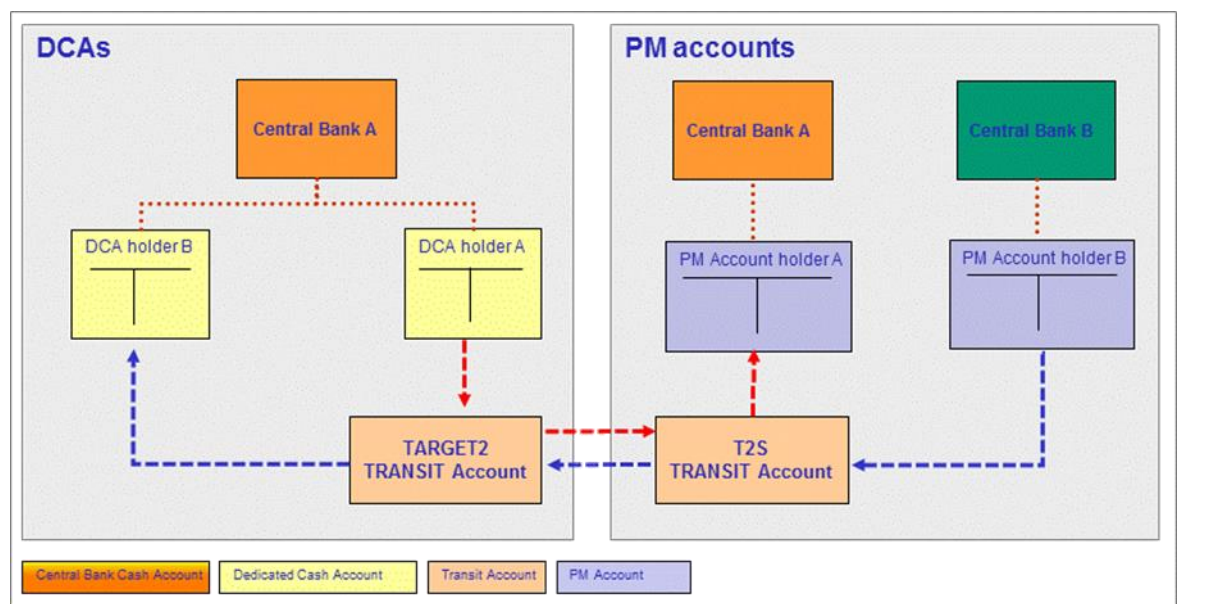 DCAs
Central Bank A
DCA holder B
DCA holder A
TARGET2
TRANSIT Account
PM accounts
Central Bank A
Central Bank B
PM Account holder A
PM Account holder B
T2S
TRANSIT Account
Central Bank Cash Account
Dedicated Cash Account
Transit Account
PM Account